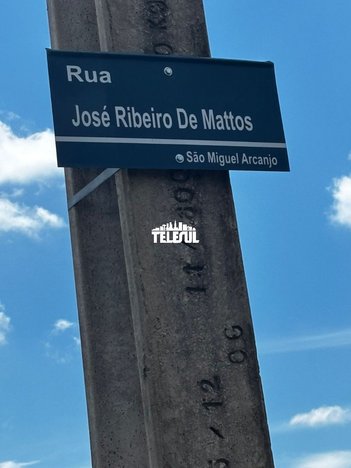 Rua
José Ribeiro De Mattos
São Miguel Arcanjo
TELESUL